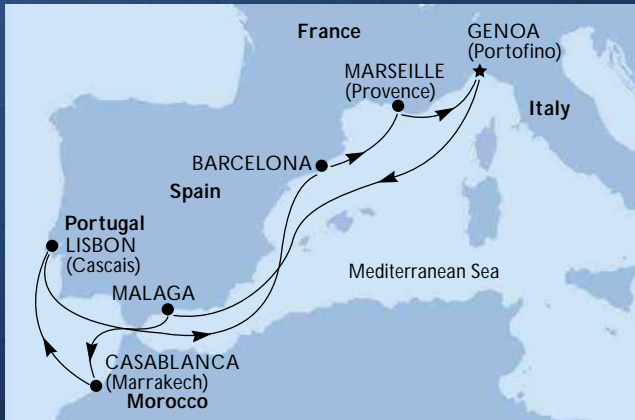 France
GENOA
(Portofino)
MARSEILLE
(Provence)
Italy
BARCELONA
Spain
Portugal
LISBON
(Cascais)
Mediterranean Sea
MALAGA
CASABLANCA
(Marrakech)
Morocco